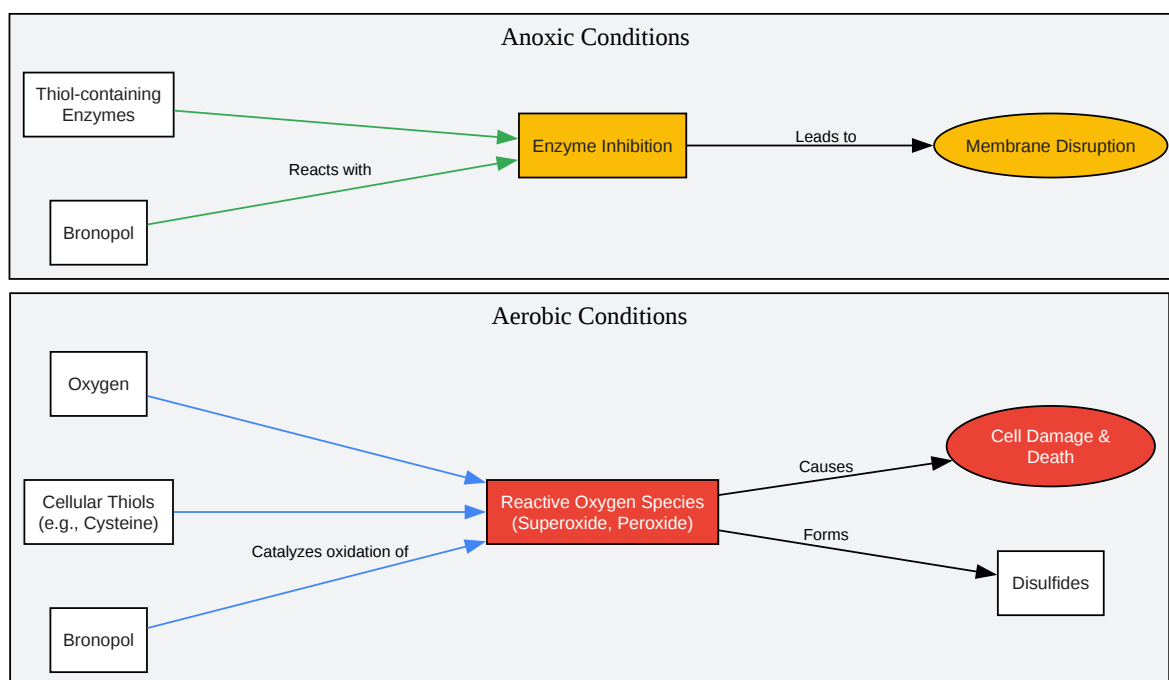 Anoxic Conditions
Thiol-containing
Enzymes
Reacts with
Bronopol
Enzyme Inhibition
Leads to
Membrane Disruption
Aerobic Conditions
Oxygen
Cellular Thiols
(e.g., Cysteine)
Catalyzes oxidation of
Bronopol
Reactive Oxygen Species
(Superoxide, Peroxide)
Causes
Cell Damage &
Death
Forms
Disulfides